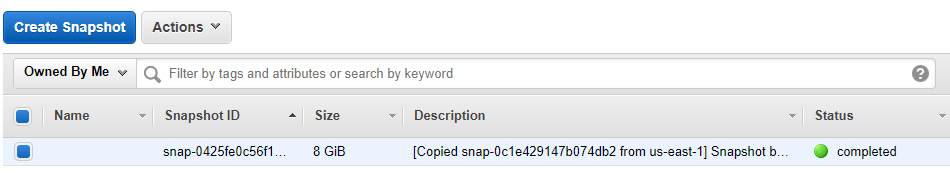 Create Snapshot Actions
Owned By Me Filter by tags and attributes or search by keyword
Name Snapshot ID Size Description Status
snap-0425fe0c56f1... 8 GiB [Copied snap-0c1e429147b074db2 from us-east-1] Snapshot b... completed